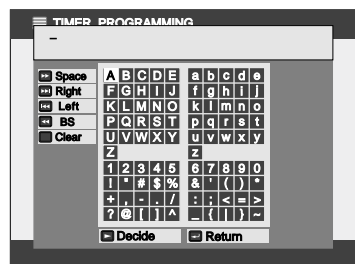 TIMER PROGRAMMING
_
Space
Right
Left
BS
Clear
A B C D E a b c d e
F G H I J f g h i j
K L M N O k l m n o
P Q R S T p q r s t
U V W X Y u v w x y
Z z
1 2 3 4 5 6 7 8 9 0
! " # $ % & ' ( ) *
+ , - . / : ; < = >
? @ [ ] ^ _ { | } ~
Decide Return